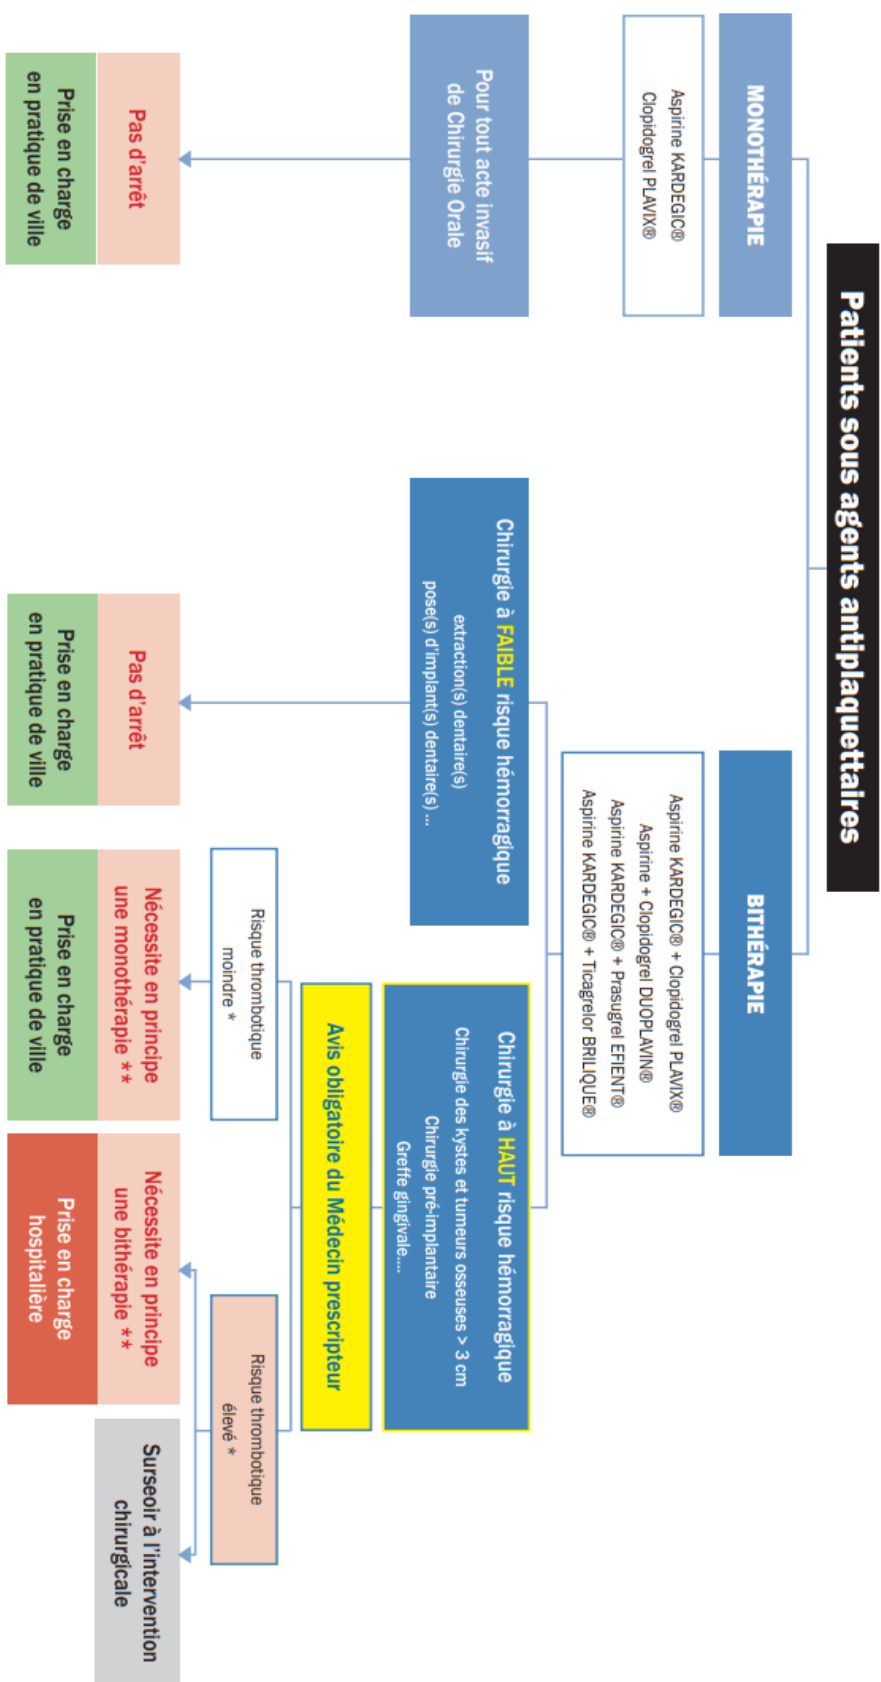 Patients sous agents antiplaquettaires
MONOTHÉRAPIE
Aspirine KARDEGIC®
Clopidogrel PLAVIX®
Pour tout acte invasif
de Chirurgie Orale
Pas d'arrêt
Prise en charge
en pratique de ville
BITHÉRAPIE
Aspirine KARDEGIC® + Clopidogrel PLAVIX®
Aspirine + Clopidogrel DUOPLAVIN®
Aspirine KARDEGIC® + Prasugrel EFIENT®
Aspirine KARDEGIC® + Ticagrelor BRILIQUE®
Chirurgie à FAIBLE risque hémorragique
extraction(s) dentaire(s)
pose(s) d'implant(s) dentaire(s) ...
Pas d'arrêt
Prise en charge
en pratique de ville
Chirurgie à HAUT risque hémorragique
Chirurgie des kystes et tumeurs osseuses > 3 cm
Chirurgie pré-implantaire
Greffe gingivale....
Avis obligatoire du Médecin prescripteur
Risque thrombotique
moindre *
Nécessite en principe
une monothérapie **
Prise en charge
en pratique de ville
Risque thrombotique
élevé *
Nécessite en principe
une bithérapie **
Prise en charge
hospitalière
Surseoir à l'intervention
chirurgicale